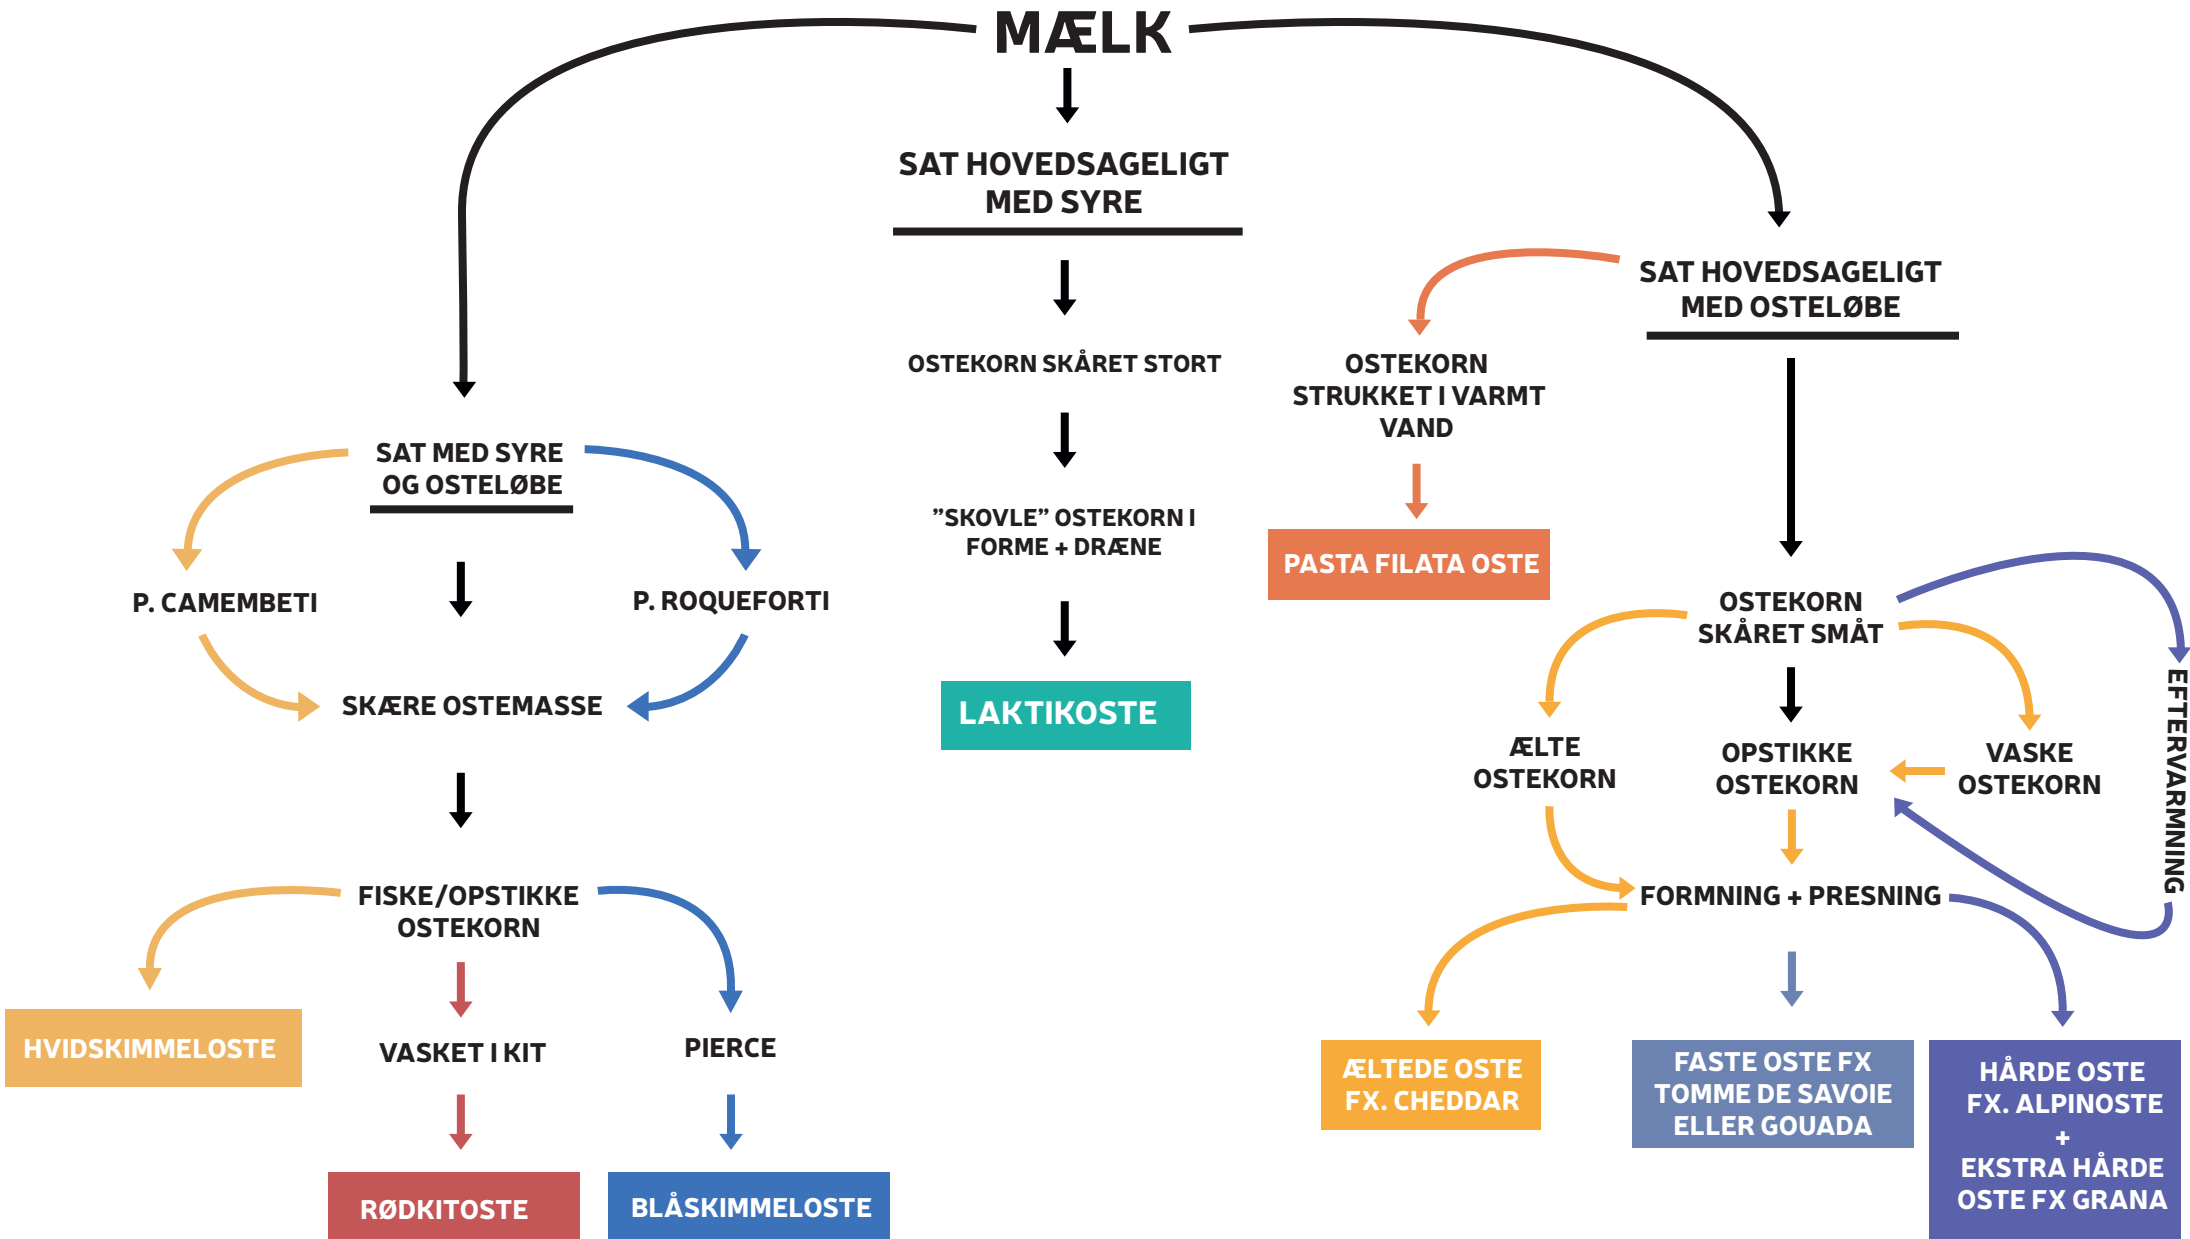 MÆLK
SAT HOVEDSAGELIGT
MED SYRE
OSTEKORN SKÅRET STORT
”SKOVLE” OSTEKORN I
FORME + DRÆNE
LAKTIKOSTE
SAT MED SYRE
OG OSTELØBE
P. CAMEMBETI
P. ROQUEFORTI
SKÆRE OSTEMASSE
FISKE/OPSTIKKE
OSTEKORN
HVIDSKIMMELOSTE
VASKET I KIT
PIERCE
RØDKITOSTE
BLÅSKIMMELOSTE
SAT HOVEDSAGELIGT
MED OSTELØBE
OSTEKORN
STRUKKET I VARMT
VAND
PASTA FILATA OSTE
OSTEKORN
SKÅRET SMÅT
ÆLTE
OSTEKORN
OPSTIKKE
OSTEKORN
VASKE
OSTEKORN
EFTERVARMNING
FORMNING + PRESNING
ÆLTEDE OSTE
FX. CHEDDAR
FASTE OSTE FX
TOMME DE SAVOIE
ELLER GOUADA
HÅRDE OSTE
FX. ALPINOSTE
+
EKSTRA HÅRDE
OSTE FX GRANA